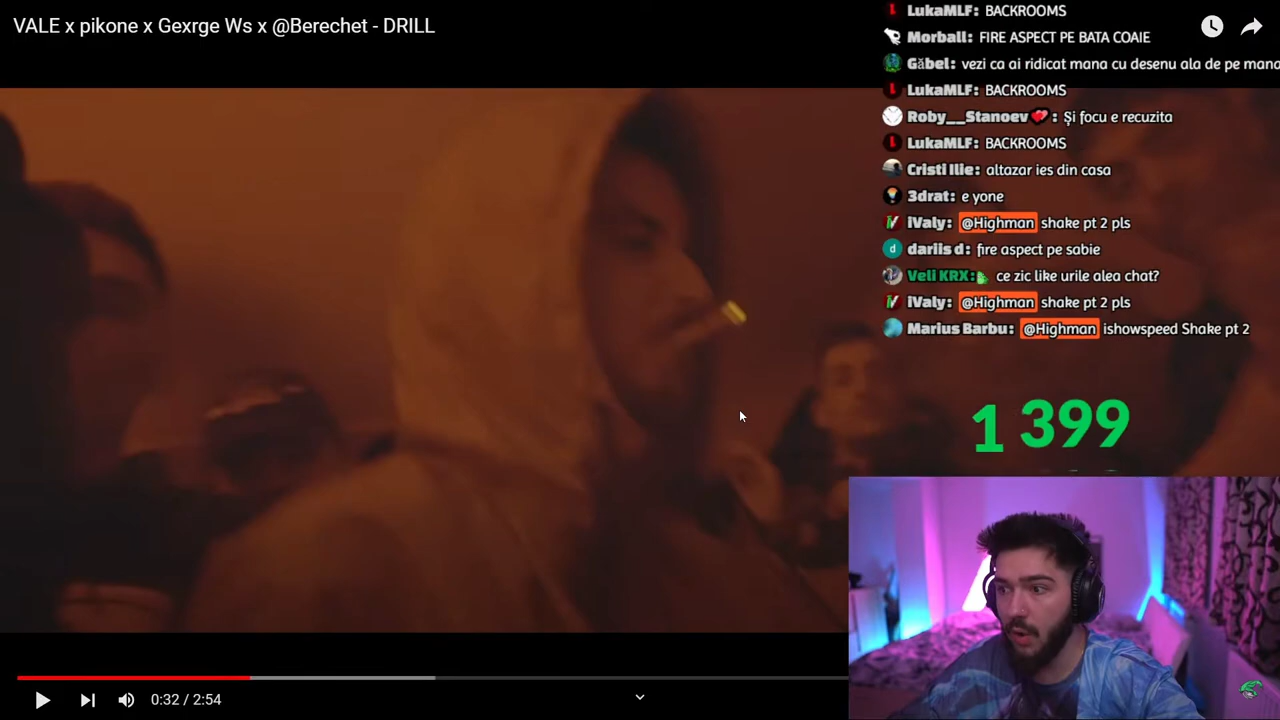 VALE x pikone x Gexrge Ws x @Berechet - DRILL
LukaMLF: BACKROOMS
Morball: FIRE ASPECT PE BATA COAIE
Găbel: vezi ca ai ridicat mana cu desenu ala de pe mana
LukaMLF: BACKROOMS
Roby__Stanoev❤️: Și focu e recuzita
LukaMLF: BACKROOMS
Cristi Ilie: altazar ies din casa
3drat: e yone
iValy: @Highman shake pt 2 pls
dariis d: fire aspect pe sabie
Veli KRX: ce zic like urile alea chat?
iValy: @Highman shake pt 2 pls
Marius Barbu: @Highman ishowspeed Shake pt 2
1 399
0:32 / 2:54